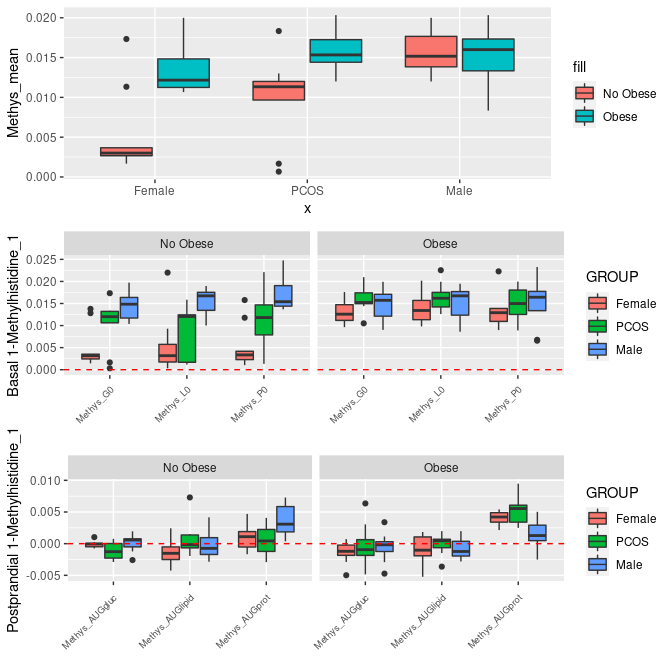 Methys_mean
0.020
0.015
0.010
0.005
0.000
Female PCOS Male
x
fill
No Obese
Obese
Basal 1-Methylhistidine_1
No Obese Obese
0.025
0.020
0.015
0.010
0.005
0.000
Methys_G0 Methys_L0 Methys_P0 Methys_G0 Methys_L0 Methys_P0
GROUP
Female
PCOS
Male
Postprandial 1-Methylhistidine_1
No Obese Obese
0.010
0.005
0.000
-0.005
Methys_AUGgluc Methys_AUGlipid Methys_AUGprot Methys_AUGgluc Methys_AUGlipid Methys_AUGprot
GROUP
Female
PCOS
Male